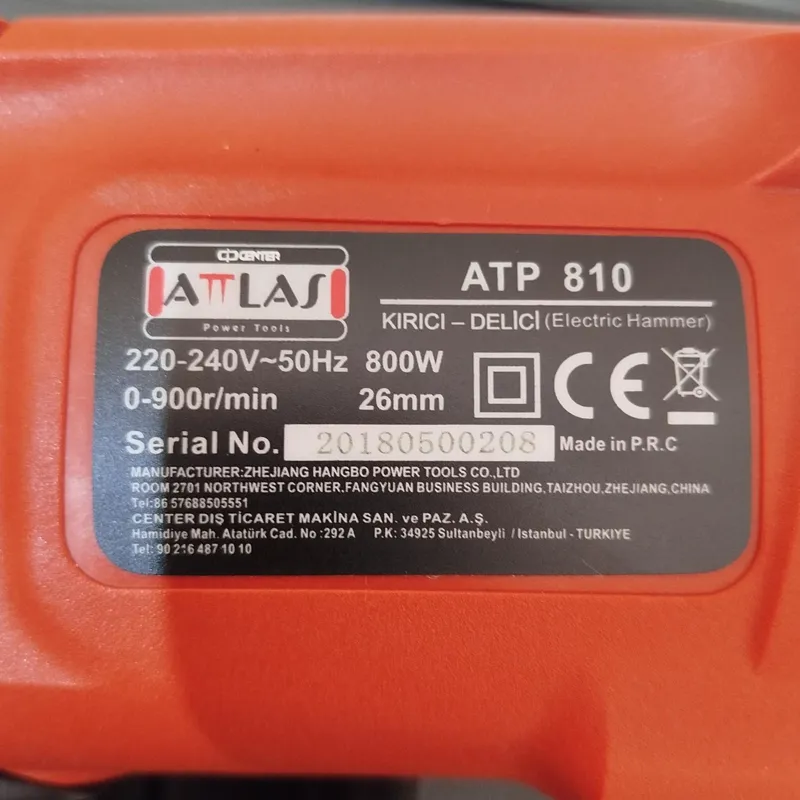 CENTER
ATTLAS
Power Tools
ATP 810
KIRICI – DELİCİ (Electric Hammer)
220-240V~50Hz 800W
0-900r/min 26mm
CE
Serial No. 20180500208 Made in P.R.C
MANUFACTURER:ZHEJIANG HANGBO POWER TOOLS CO.,LTD
ROOM 2701 NORTHWEST CORNER.FANGYUAN BUSINESS BUILDING,TAIZHOU,ZHEJIANG,CHINA
Tel:86 57688505551
CENTER DIŞ TİCARET MAKİNA SAN. ve PAZ. A.Ş.
Hamidiye Mah. Atatürk Cad. No :292 A P.K: 34925 Sultanbeyli / Istanbul - TURKIYE
Tel: 90 216 487 10 10